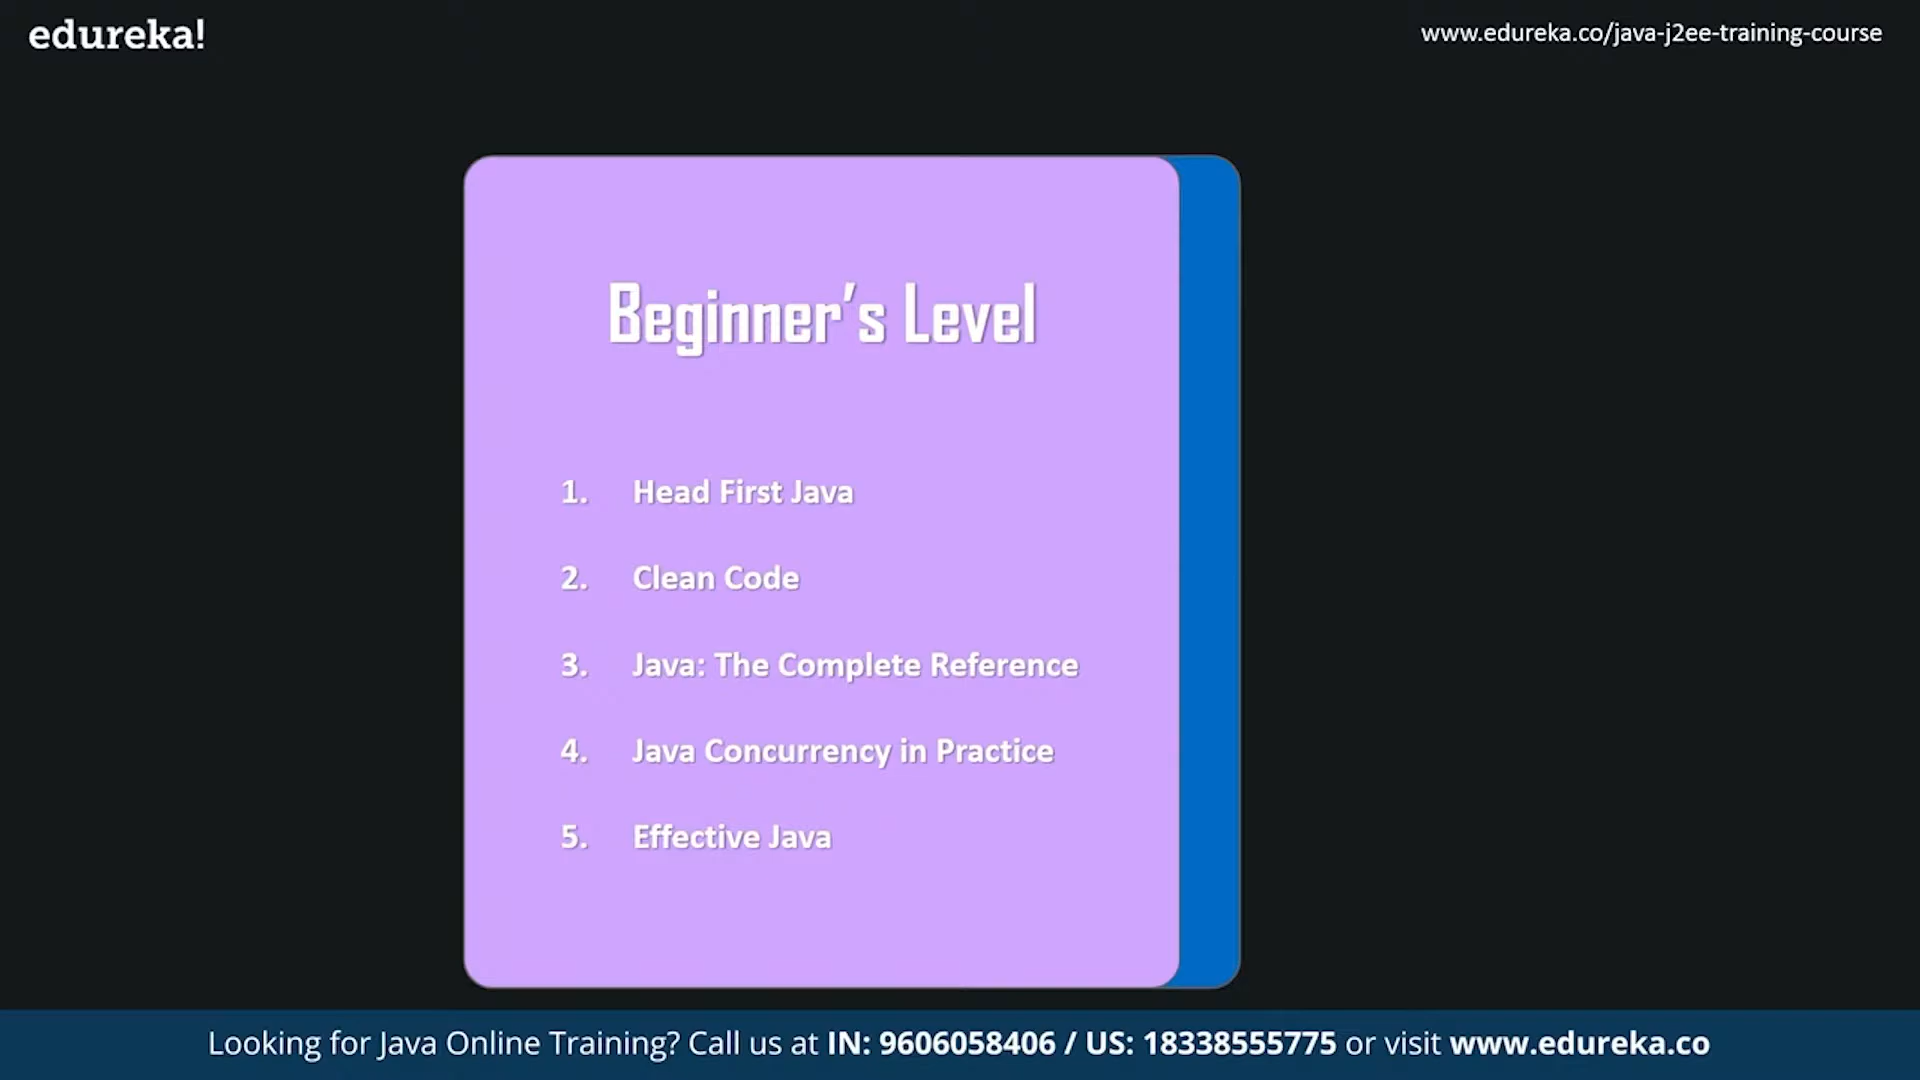 edureka!
www.edureka.co/java-j2ee-training-course
Beginner's Level
1. Head First Java
2. Clean Code
3. Java: The Complete Reference
4. Java Concurrency in Practice
5. Effective Java
Looking for Java Online Training? Call us at IN: 9606058406 / US: 18338555775 or visit www.edureka.co